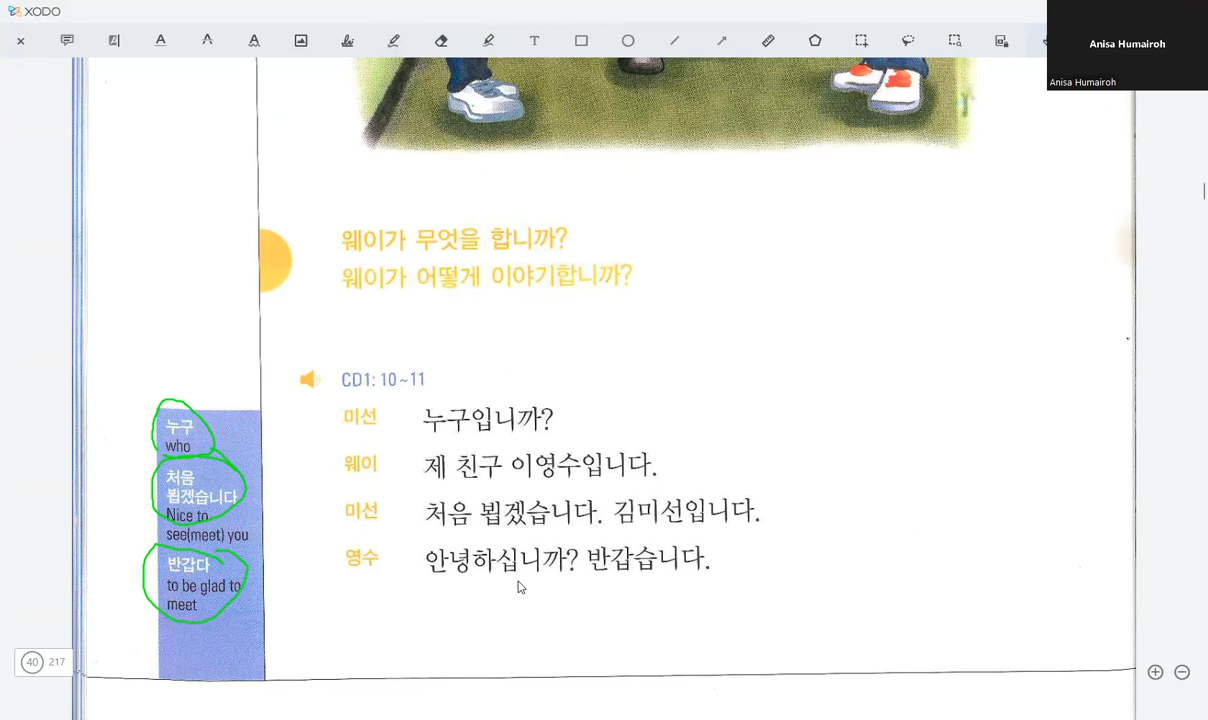 XODO
Anisa Humairoh
Anisa Humairoh
웨이가 무엇을 합니까?
웨이가 어떻게 이야기합니까?
CD1: 10~11
미선 누구입니까?
웨이 제 친구 이영수입니다.
미선 처음 뵙겠습니다. 김미선입니다.
영수 안녕하십니까? 반갑습니다.
누구
who
처음
뵙겠습니다
Nice to
see(meet) you
반갑다
to be glad to
meet
40 217